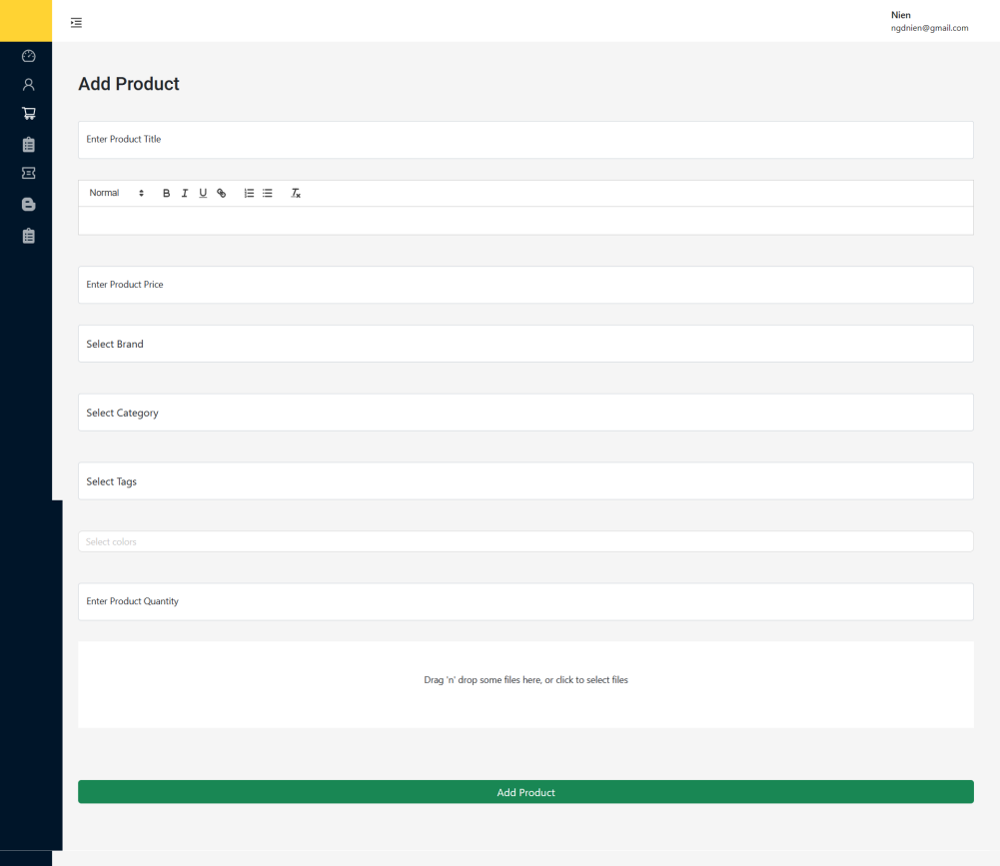 Nien
ngdnien@gmail.com
Add Product
Enter Product Title
Normal
B I U
Enter Product Price
Select Brand
Select Category
Select Tags
Select colors
Enter Product Quantity
Drag 'n' drop some files here, or click to select files
Add Product